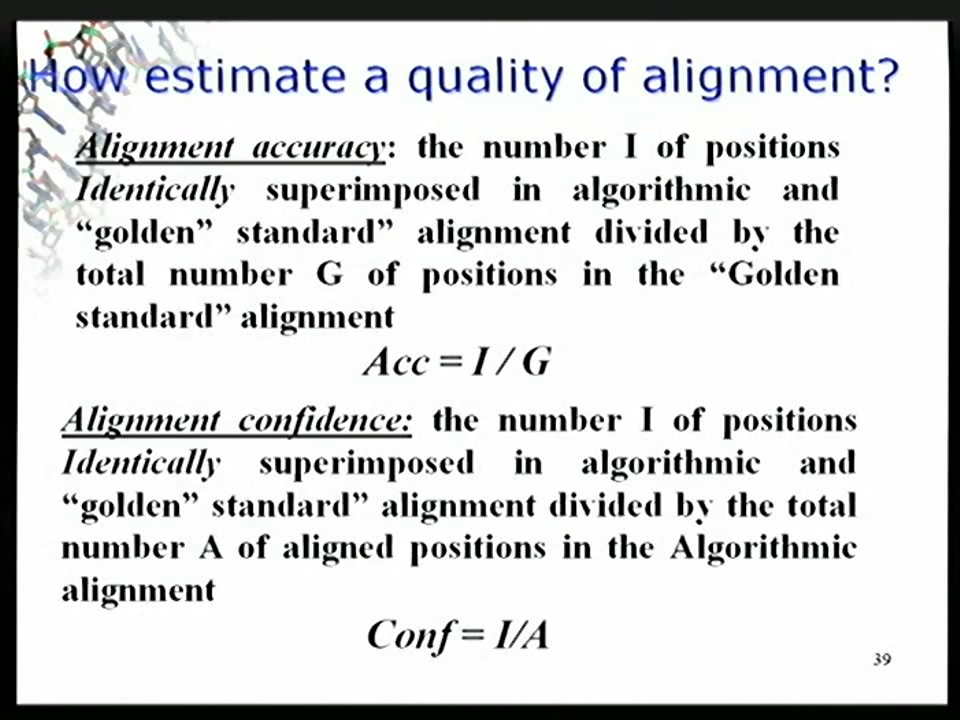 How estimate a quality of alignment?
Alignment accuracy: the number I of positions
Identically superimposed in algorithmic and
“golden” standard” alignment divided by the
total number G of positions in the “Golden
standard” alignment
Acc = I / G
Alignment confidence: the number I of positions
Identically superimposed in algorithmic and
“golden” standard” alignment divided by the total
number A of aligned positions in the Algorithmic
alignment
Conf = I/A
39